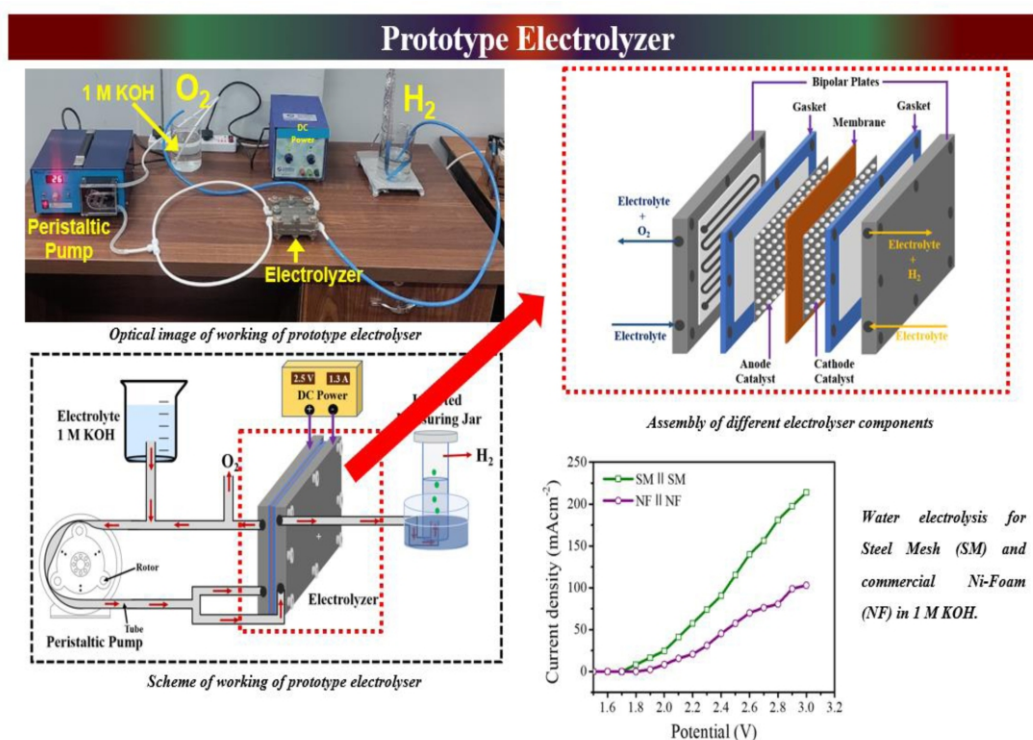 Prototype Electrolyzer
1 M KOH
O2
H2
DC
Power
26
Peristaltic
Pump
Electrolyzer
Optical image of working of prototype electrolyser
Bipolar Plates
Gasket
Gasket
Membrane
Electrolyte
+
O2
Electrolyte
+
H2
Electrolyte
Electrolyte
Anode
Catalyst
Cathode
Catalyst
Assembly of different electrolyser components
Electrolyte
1 M KOH
2.5 V
1.3 A
DC Power
+
−
Jar
H2
O2
Rotor
Tube
Peristaltic Pump
+
Electrolyzer
Scheme of working of prototype electrolyser
250
200
150
100
50
0
Current density (mAcm-2)
SM || SM
NF || NF
1.6
1.8
2.0
2.2
2.4
2.6
2.8
3.0
Potential (V)
Water electrolysis for
Steel Mesh (SM) and
commercial Ni-Foam
(NF) in 1 M KOH.